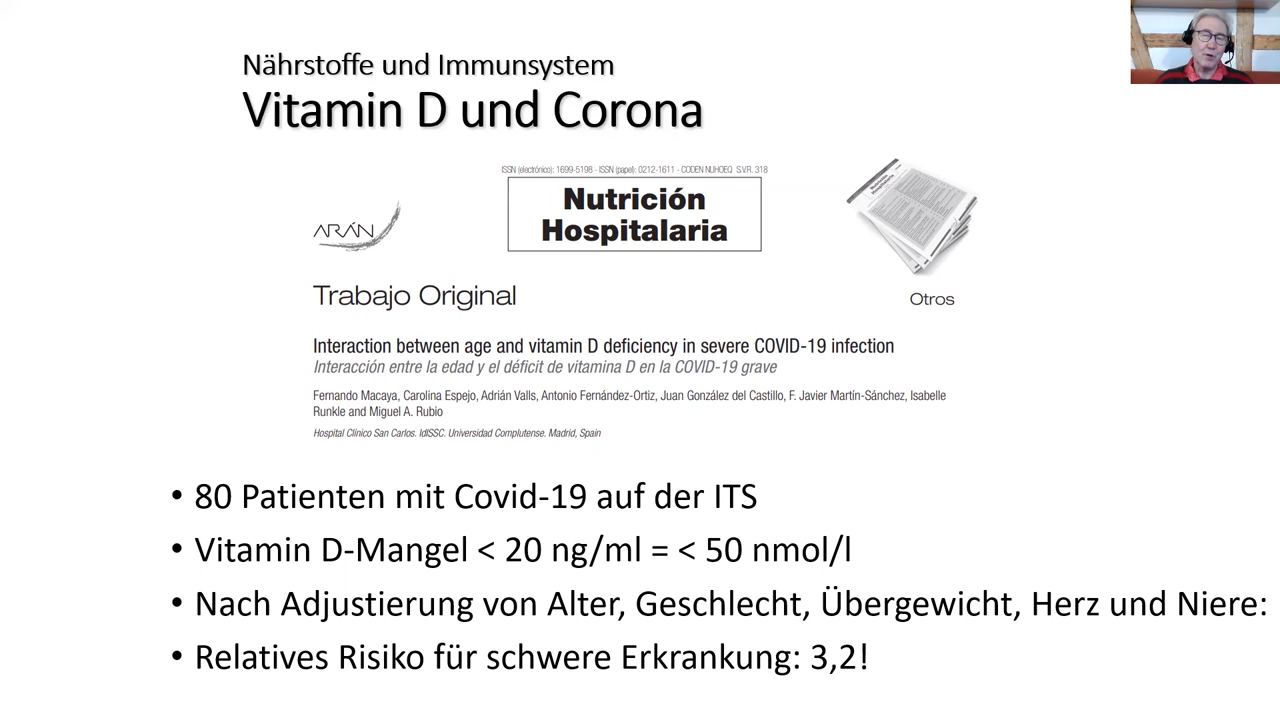 Nährstoffe und Immunsystem
Vitamin D und Corona
ISSN (electrónico): 1699-5198 - ISSN (papel): 0212-1611 - CODEN NUHOEQ S.V.R. 318
ARÁN
Nutrición
Hospitalaria
Trabajo Original
Otros
Interaction between age and vitamin D deficiency in severe COVID-19 infection
Interacción entre la edad y el déficit de vitamina D en la COVID-19 grave
Fernando Macaya, Carolina Espejo, Adrián Valls, Antonio Fernández-Ortiz, Juan González del Castillo, F. Javier Martín-Sánchez, Isabelle
Runkle and Miguel A. Rubio
Hospital Clínico San Carlos. IdISSC. Universidad Complutense. Madrid, Spain
• 80 Patienten mit Covid-19 auf der ITS
• Vitamin D-Mangel < 20 ng/ml = < 50 nmol/l
• Nach Adjustierung von Alter, Geschlecht, Übergewicht, Herz und Niere:
• Relatives Risiko für schwere Erkrankung: 3,2!